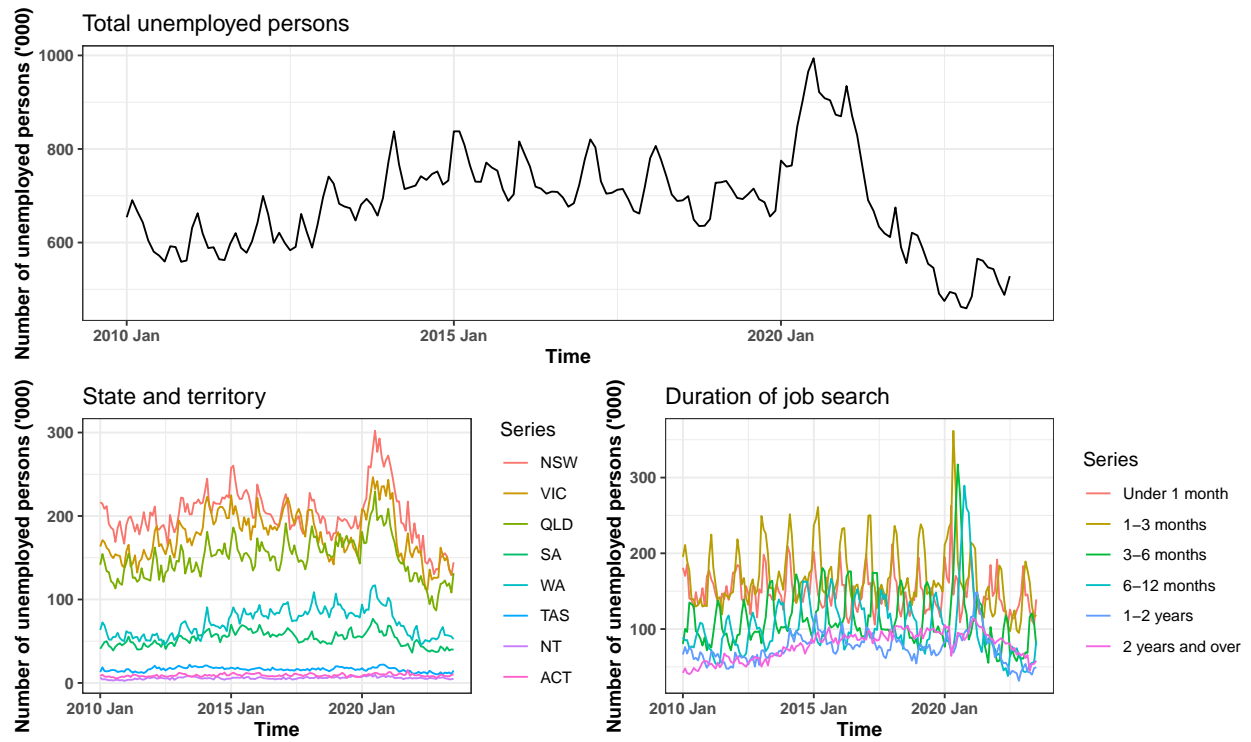 Total unemployed persons
Number of unemployed persons ('000)
1000
800
600
2010 Jan
2015 Jan
2020 Jan
Time
State and territory
Number of unemployed persons ('000)
300
200
100
0
2010 Jan
2015 Jan
2020 Jan
Time
Series
NSW
VIC
QLD
SA
WA
TAS
NT
ACT
Duration of job search
Number of unemployed persons ('000)
300
200
100
2010 Jan
2015 Jan
2020 Jan
Time
Series
Under 1 month
1−3 months
3−6 months
6−12 months
1−2 years
2 years and over